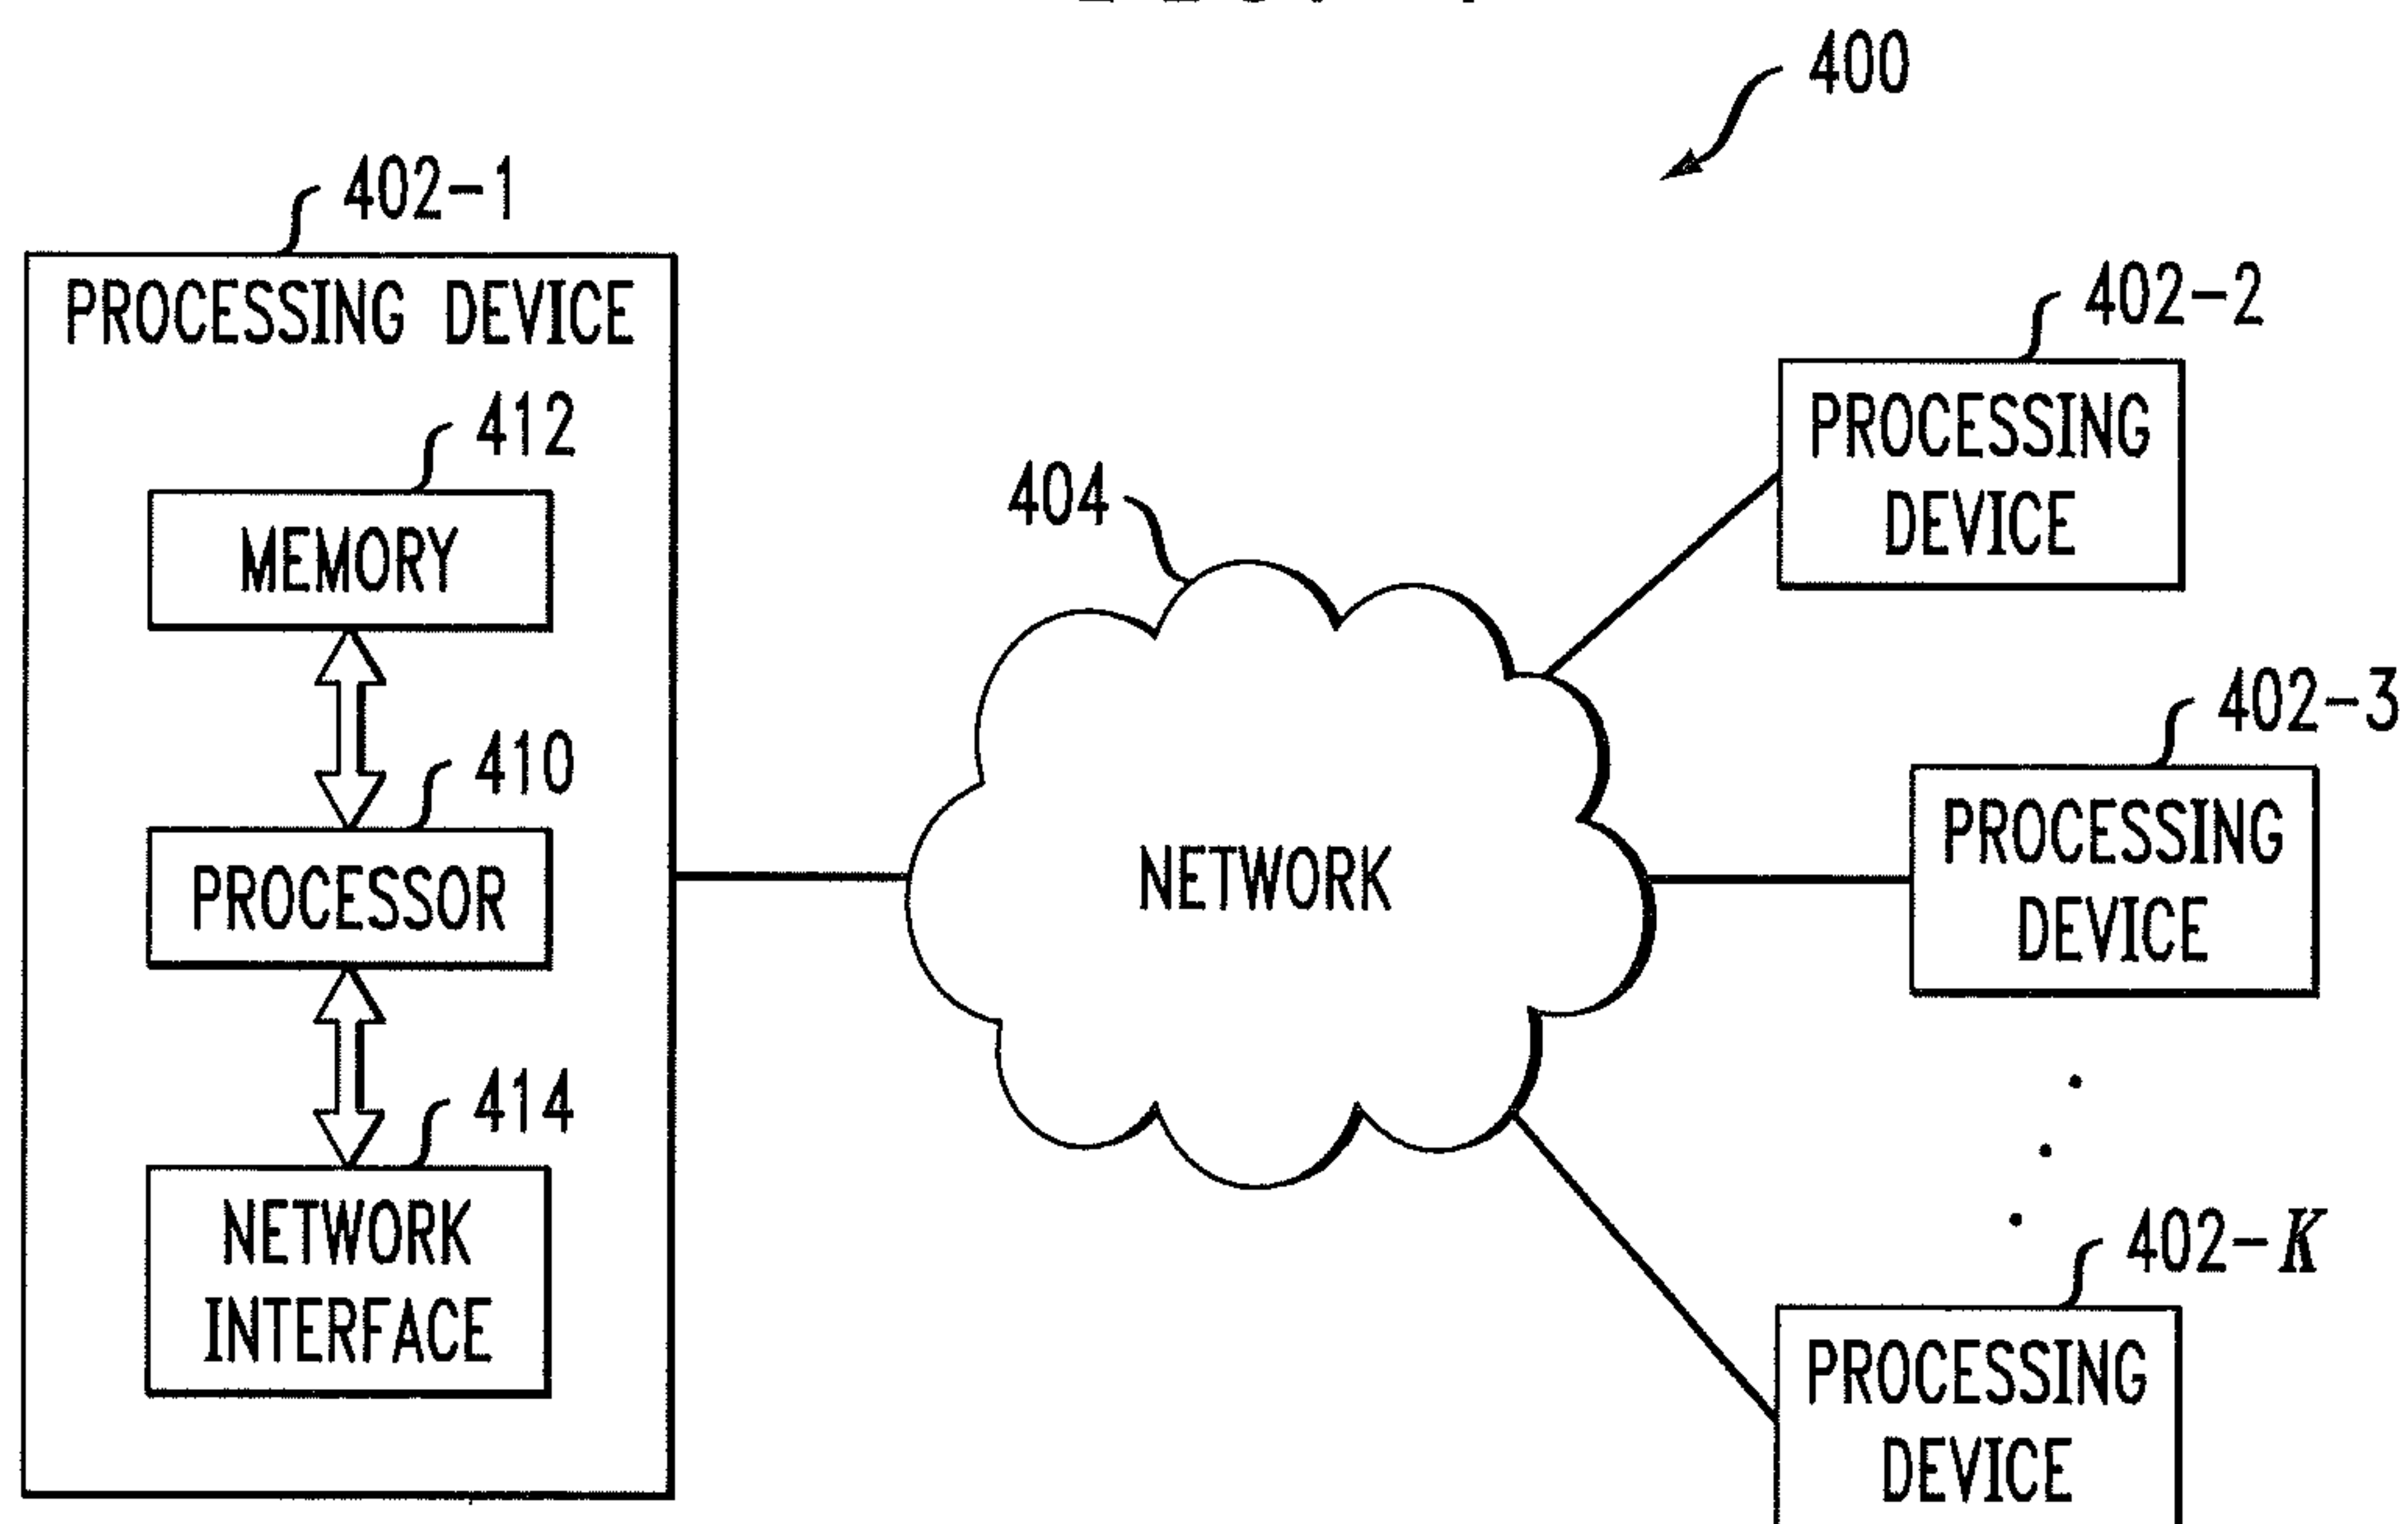 400
402-1
PROCESSING DEVICE
412
MEMORY
410
PROCESSOR
414
NETWORK
INTERFACE
404
NETWORK
402-2
PROCESSING
DEVICE
402-3
PROCESSING
DEVICE
402-K
PROCESSING
DEVICE